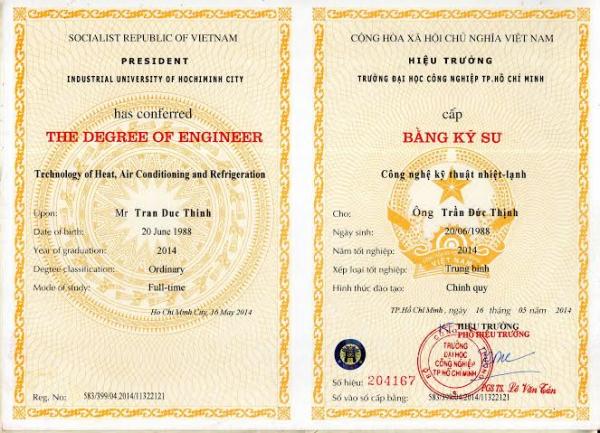 SOCIALIST REPUBLIC OF VIETNAM
PRESIDENT
INDUSTRIAL UNIVERSITY OF HOCHIMINH CITY
has conferred
THE DEGREE OF ENGINEER
Technology of Heat, Air Conditioning and Refrigeration
Upon: Mr Tran Duc Thinh
Date of birth: 20 June 1988
Year of graduation: 2014
Degree classification: Ordinary
Mode of study: Full-time
Ho Chi Minh City, 16 May 2014
Reg. No: 583/399/04.2014/11322121
CỘNG HÒA XÃ HỘI CHỦ NGHĨA VIỆT NAM
HIỆU TRƯỞNG
TRƯỜNG ĐẠI HỌC CÔNG NGHIỆP TP.HỒ CHÍ MINH
cấp
BẰNG KỸ SƯ
Công nghệ kỹ thuật nhiệt-lạnh
Cho: Ông Trần Đức Thịnh
Ngày sinh: 20/06/1988
Năm tốt nghiệp: 2014
Xếp loại tốt nghiệp: Trung bình
Hình thức đào tạo: Chính quy
VIỆT NAM
TP.Hồ Chí Minh, ngày 16 tháng 05 năm 2014
HIỆU TRƯỞNG
PHÓ HIỆU TRƯỞNG
TRƯỜNG
ĐẠI HỌC
CÔNG NGHIỆP
TP HỒ CHÍ MINH
Số hiệu: 204167
PGS.TS. Lê Văn Tán
Số vào sổ cấp bằng: 583/399/04.2014/11322121